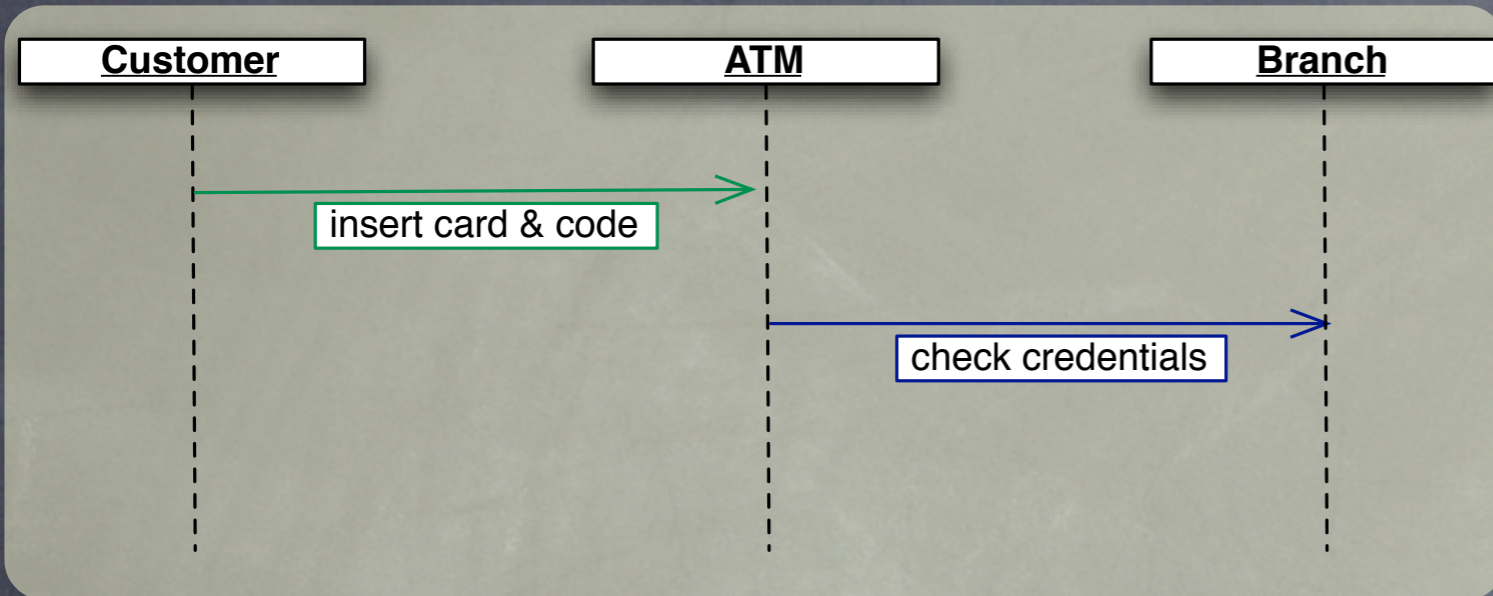 Customer
ATM
Branch
insert card & code
check credentials